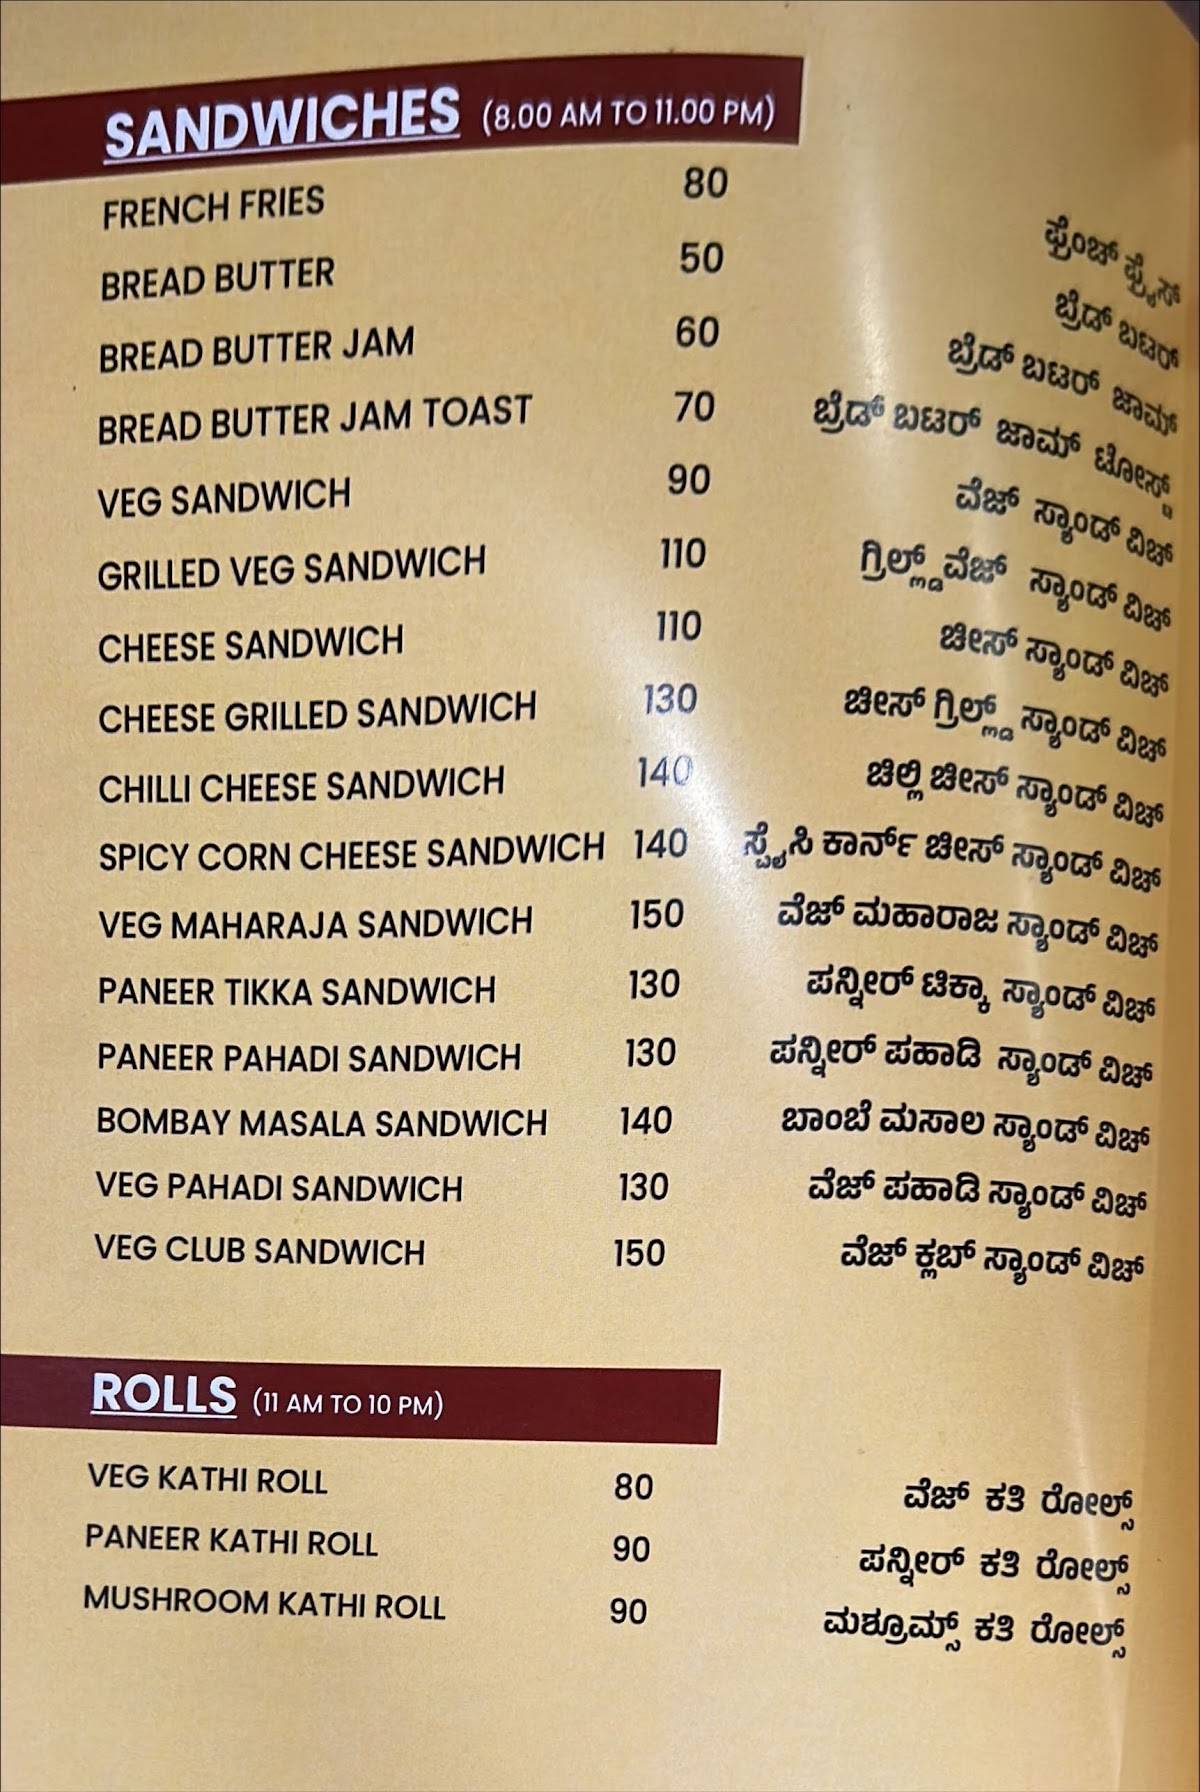 SANDWICHES (8.00 AM TO 11.00 PM)
FRENCH FRIES 80 ಫ್ರೆಂಚ್ ಫ್ರೈಸ್
BREAD BUTTER 50 ಬ್ರೆಡ್ ಬಟರ್
BREAD BUTTER JAM 60 ಬ್ರೆಡ್ ಬಟರ್ ಜಾಮ್
BREAD BUTTER JAM TOAST 70 ಬ್ರೆಡ್ ಬಟರ್ ಜಾಮ್ ಟೋಸ್ಟ್
VEG SANDWICH 90 ವೆಜ್ ಸ್ಯಾಂಡ್ ವಿಚ್
GRILLED VEG SANDWICH 110 ಗ್ರಿಲ್ಲ್ಡ್ ವೆಜ್ ಸ್ಯಾಂಡ್ ವಿಚ್
CHEESE SANDWICH 110 ಚೀಸ್ ಸ್ಯಾಂಡ್ ವಿಚ್
CHEESE GRILLED SANDWICH 130 ಚೀಸ್ ಗ್ರಿಲ್ಲ್ಡ್ ಸ್ಯಾಂಡ್ ವಿಚ್
CHILLI CHEESE SANDWICH 140 ಚಿಲ್ಲಿ ಚೀಸ್ ಸ್ಯಾಂಡ್ ವಿಚ್
SPICY CORN CHEESE SANDWICH 140 ಸ್ಪೈಸಿ ಕಾರ್ನ್ ಚೀಸ್ ಸ್ಯಾಂಡ್ ವಿಚ್
VEG MAHARAJA SANDWICH 150 ವೆಜ್ ಮಹಾರಾಜ ಸ್ಯಾಂಡ್ ವಿಚ್
PANEER TIKKA SANDWICH 130 ಪನ್ನೀರ್ ಟಿಕ್ಕಾ ಸ್ಯಾಂಡ್ ವಿಚ್
PANEER PAHADI SANDWICH 130 ಪನ್ನೀರ್ ಪಹಾಡಿ ಸ್ಯಾಂಡ್ ವಿಚ್
BOMBAY MASALA SANDWICH 140 ಬಾಂಬೆ ಮಸಾಲ ಸ್ಯಾಂಡ್ ವಿಚ್
VEG PAHADI SANDWICH 130 ವೆಜ್ ಪಹಾಡಿ ಸ್ಯಾಂಡ್ ವಿಚ್
VEG CLUB SANDWICH 150 ವೆಜ್ ಕ್ಲಬ್ ಸ್ಯಾಂಡ್ ವಿಚ್
ROLLS (11 AM TO 10 PM)
VEG KATHI ROLL 80 ವೆಜ್ ಕತಿ ರೋಲ್ಸ್
PANEER KATHI ROLL 90 ಪನ್ನೀರ್ ಕತಿ ರೋಲ್ಸ್
MUSHROOM KATHI ROLL 90 ಮಶ್ರೂಮ್ಸ್ ಕತಿ ರೋಲ್ಸ್